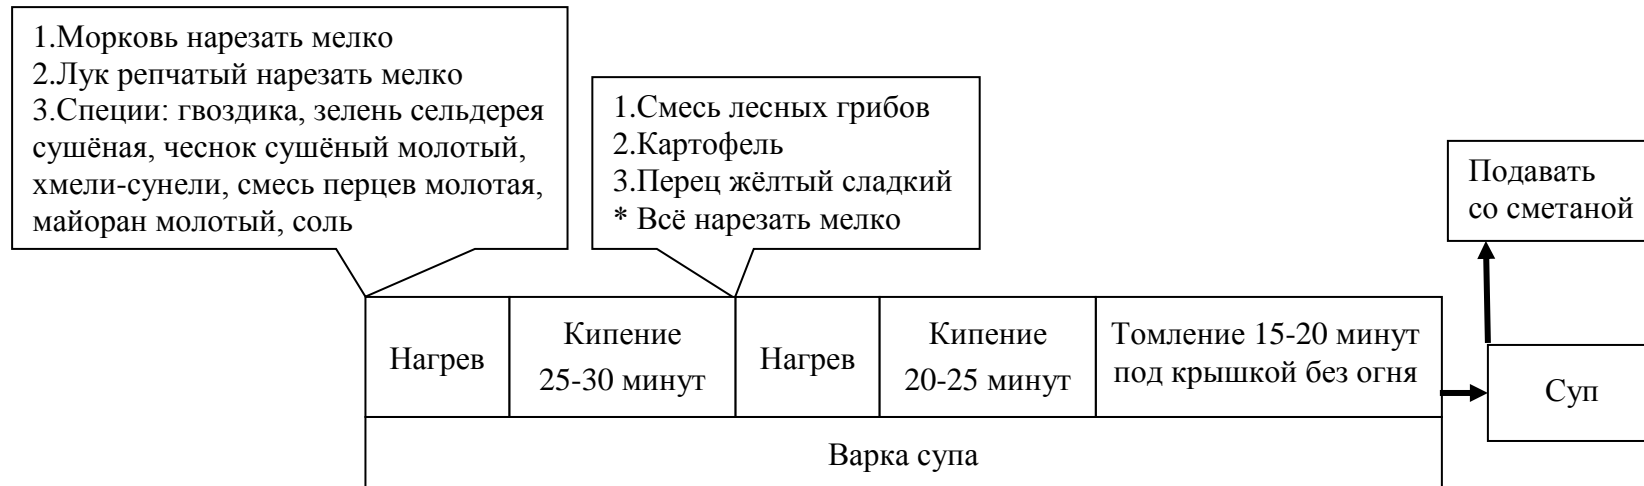 1.Морковь нарезать мелко
2.Лук репчатый нарезать мелко
3.Специи: гвоздика, зелень сельдерея
сушёная, чеснок сушёный молотый,
хмели-сунели, смесь перцев молотая,
майоран молотый, соль
1.Смесь лесных грибов
2.Картофель
3.Перец жёлтый сладкий
* Всё нарезать мелко
Подавать
со сметаной
Нагрев
Кипение
25-30 минут
Нагрев
Кипение
20-25 минут
Томление 15-20 минут
под крышкой без огня
Суп
Варка супа